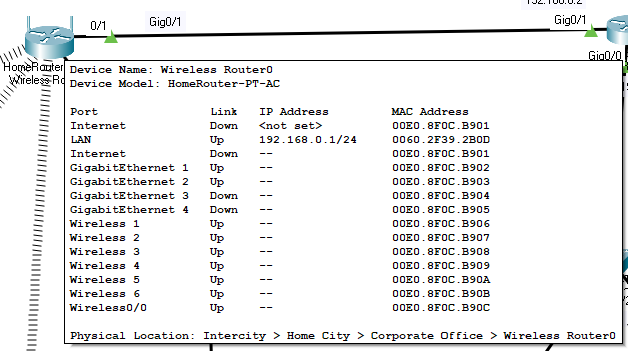 0/1
Gig0/1
Gig0/1
Gig0/0
HomeRouter
Wireless Ro
Device Name: Wireless Router0
Device Model: HomeRouter-PT-AC
Port Link IP Address MAC Address
Internet Down <not set> 00E0.8F0C.B901
LAN Up 192.168.0.1/24 0060.2F39.2B0D
Internet Down -- 00E0.8F0C.B901
GigabitEthernet 1 Up -- 00E0.8F0C.B902
GigabitEthernet 2 Up -- 00E0.8F0C.B903
GigabitEthernet 3 Down -- 00E0.8F0C.B904
GigabitEthernet 4 Down -- 00E0.8F0C.B905
Wireless 1 Up -- 00E0.8F0C.B906
Wireless 2 Up -- 00E0.8F0C.B907
Wireless 3 Up -- 00E0.8F0C.B908
Wireless 4 Up -- 00E0.8F0C.B909
Wireless 5 Up -- 00E0.8F0C.B90A
Wireless 6 Up -- 00E0.8F0C.B90B
Wireless0/0 Up -- 00E0.8F0C.B90C
Physical Location: Intercity > Home City > Corporate Office > Wireless Router0